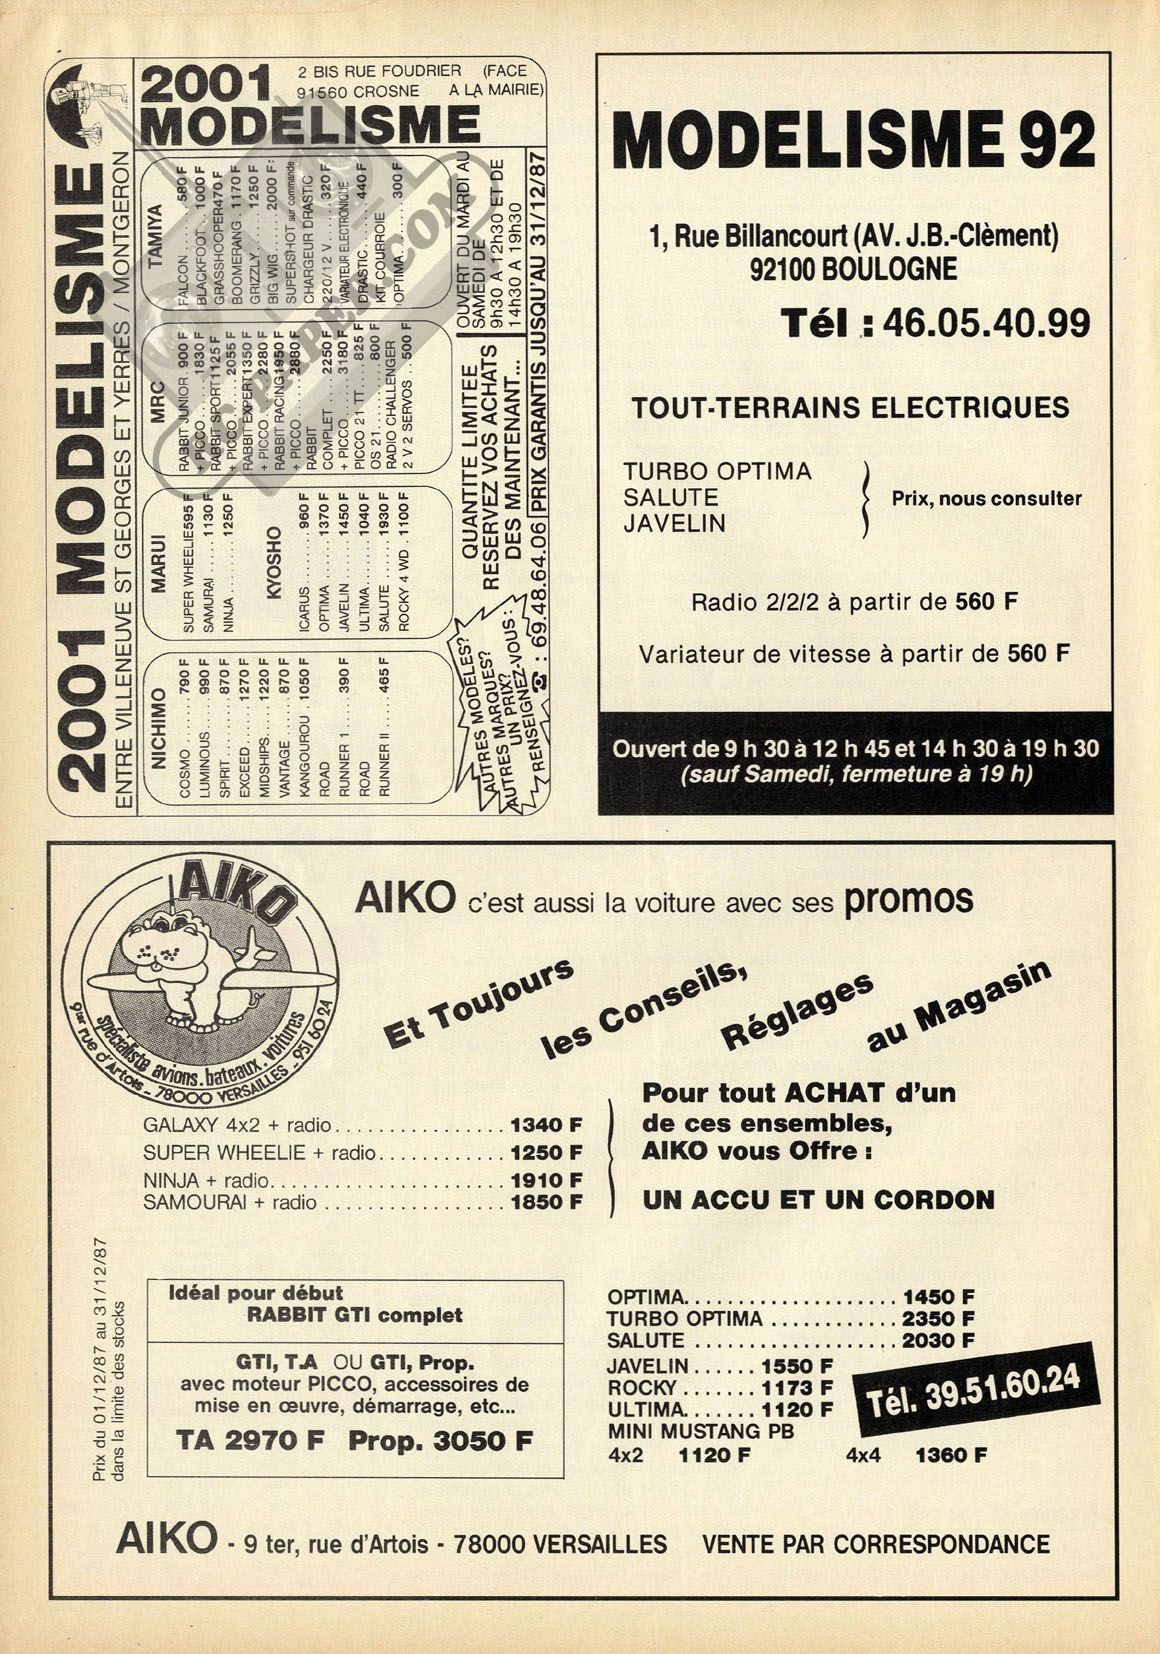 2001 MODELISME
ENTRE VILLENEUVE ST GEORGES ET YERRES / MONTGERON
2001
MODELISME
2 BIS RUE FOUDRIER (FACE
91560 CROSNE A LA MAIRIE)
NICHIMO
COSMO ....... 790 F
LUMINOUS.... 990 F
SPIRIT........ 870 F
EXCEED..... 1270 F
MIDSHIPS.... 1220 F
VANTAGE..... 870 F
KANGOUROU . 1050 F
ROAD
RUNNER 1..... 390 F
ROAD
RUNNER II..... 465 F
MARUI
SUPER WHEELIE 595 F
SAMURAI..... 1130 F
NINJA....... 1250 F
KYOSHO
ICARUS....... 960 F
OPTIMA...... 1370 F
JAVELIN..... 1450 F
ULTIMA...... 1040 F
SALUTE...... 1930 F
ROCKY 4 WD . 1100 F
MRC
RABBIT JUNIOR . 900 F
+ PICCO..... 1830 F
RABBIT SPORT 1125 F
+ PICCO..... 2055 F
RABBIT EXPERT 1350 F
+ PICCO..... 2280 F
RABBIT RACING 1950 F
+ PICCO..... 2880 F
RABBIT
COMPLET ... 2250 F
+ PICCO..... 3180 F
PICCO 21 TT.... 825 F
OS 21......... 800 F
RADIO CHALLENGER
2 V 2 SERVOS .. 500 F
TAMIYA
FALCON....... 580 F
BLACKFOOT.. 1000 F
GRASSHOOPER 470 F
BOOMERANG. 1170 F
GRIZZLY..... 1250 F
BIG WIG..... 2000 F:
SUPERSHOT sur commande
CHARGEUR DRASTIC
220/12 V...... 320 F
VARIATEUR ELECTRONIQUE
DRASTIC...... 440 F
KIT COURROIE
OPTIMA....... 300 F
AUTRES MODELES?
AUTRES MARQUES?
UN PRIX?
RENSEIGNEZ-VOUS :
QUANTITE LIMITEE
RESERVEZ VOS ACHATS
DES MAINTENANT...
OUVERT DU MARDI AU
SAMEDI DE
9h30 A 12h30 ET DE
14h30 A 19h30
☎ : 69.48.64.06 PRIX GARANTIS JUSQU'AU 31/12/87
RC-PAPER.COM
MODELISME 92
1, Rue Billancourt (AV. J.B.-Clèment)
92100 BOULOGNE
Tél : 46.05.40.99
TOUT-TERRAINS ELECTRIQUES
TURBO OPTIMA
SALUTE
JAVELIN
Prix, nous consulter
Radio 2/2/2 à partir de 560 F
Variateur de vitesse à partir de 560 F
Ouvert de 9 h 30 à 12 h 45 et 14 h 30 à 19 h 30
(sauf Samedi, fermeture à 19 h)
AIKO
spécialiste avions.bateaux.voitures
9 ter rue d'Artois - 78000 VERSAILLES - 951 60 24
AIKO c'est aussi la voiture avec ses promos
Et Toujours
les Conseils,
Réglages
au Magasin
GALAXY 4x2 + radio................ 1340 F
SUPER WHEELIE + radio............ 1250 F
NINJA + radio..................... 1910 F
SAMOURAI + radio ................ 1850 F
Pour tout ACHAT d'un
de ces ensembles,
AIKO vous Offre :
UN ACCU ET UN CORDON
Prix du 01/12/87 au 31/12/87
dans la limite des stocks
Idéal pour début
RABBIT GTI complet
GTI, T.A OU GTI, Prop.
avec moteur PICCO, accessoires de
mise en œuvre, démarrage, etc...
TA 2970 F Prop. 3050 F
OPTIMA.................... 1450 F
TURBO OPTIMA ............ 2350 F
SALUTE ................... 2030 F
JAVELIN ...... 1550 F
ROCKY....... 1173 F
ULTIMA....... 1120 F
MINI MUSTANG PB
4x2 1120 F 4x4 1360 F
Tél. 39.51.60.24
AIKO - 9 ter, rue d'Artois - 78000 VERSAILLES VENTE PAR CORRESPONDANCE